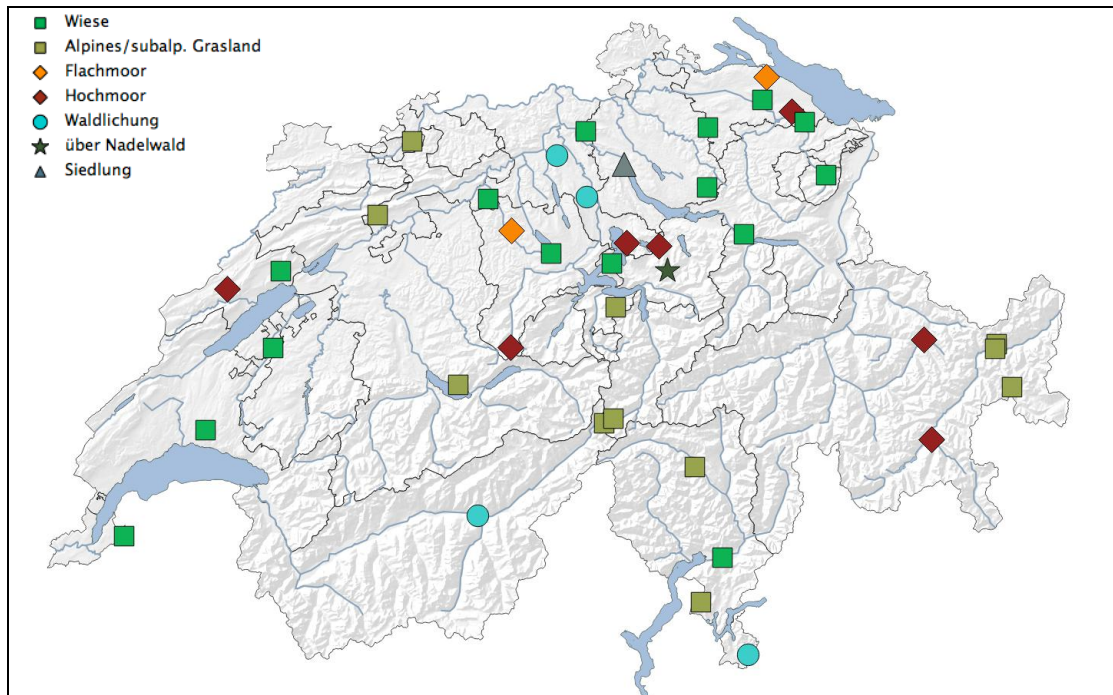 Wiese
Alpines/subalp. Grasland
Flachmoor
Hochmoor
Waldlichung
über Nadelwald
Siedlung